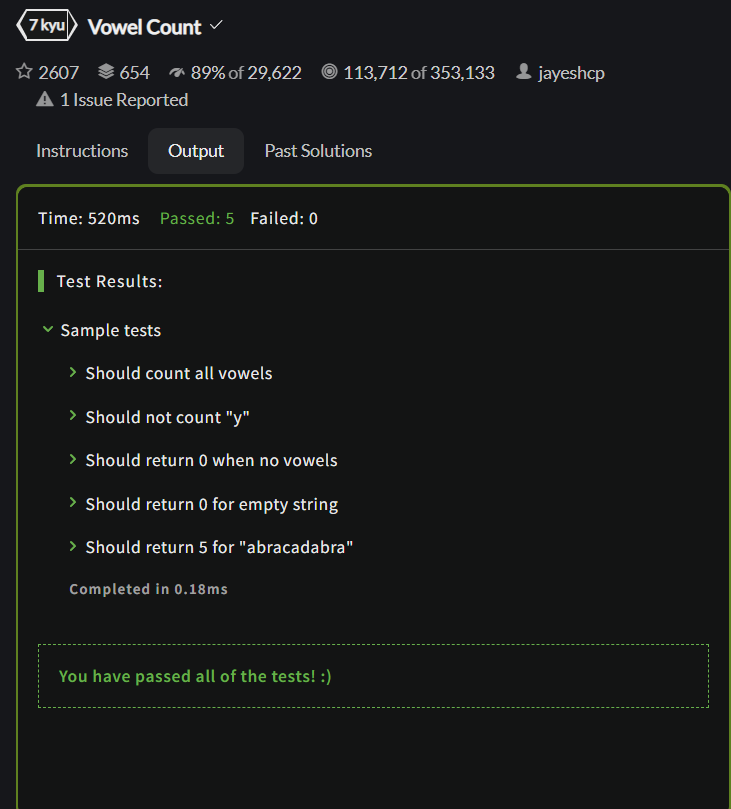 7 kyu Vowel Count
2607 654 89% of 29,622 113,712 of 353,133 jayeshcp
1 Issue Reported
Instructions Output Past Solutions
Time: 520ms Passed: 5 Failed: 0
Test Results:
Sample tests
Should count all vowels
Should not count "y"
Should return 0 when no vowels
Should return 0 for empty string
Should return 5 for "abracadabra"
Completed in 0.18ms
You have passed all of the tests! :)